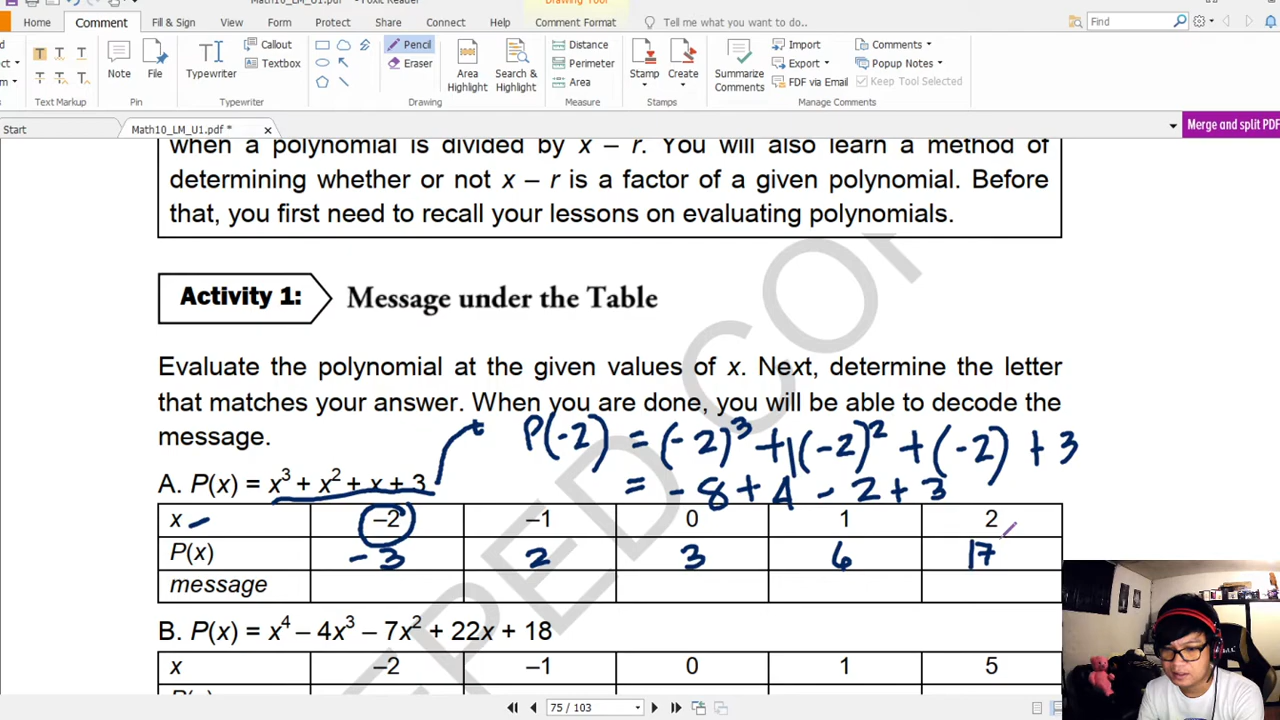 Math10_LM_U1.pdf * - Foxit Reader
Drawing Tool
Home Comment Fill & Sign View Form Protect Share Connect Help Comment Format Tell me what you want to do... Find
Note File Typewriter Callout Textbox Pencil Eraser Area Highlight Search & Highlight Distance Perimeter Area Stamp Create Summarize Comments Import Export FDF via Email Comments Popup Notes Keep Tool Selected
Text Markup Pin Typewriter Drawing Measure Stamps Manage Comments
Start Math10_LM_U1.pdf * Merge and split PDF
when a polynomial is divided by x – r. You will also learn a method of
determining whether or not x – r is a factor of a given polynomial. Before
that, you first need to recall your lessons on evaluating polynomials.
Activity 1: Message under the Table
Evaluate the polynomial at the given values of x. Next, determine the letter
that matches your answer. When you are done, you will be able to decode the
message.
P(-2) = (-2)³ + 1(-2)² + (-2) + 3
A. P(x) = x³ + x² + x + 3
= -8 + 4 - 2 + 3
x –2 –1 0 1 2
P(x) -3 2 3 6 17
message
B. P(x) = x⁴ – 4x³ – 7x² + 22x + 18
x –2 –1 0 1 5
75 / 103